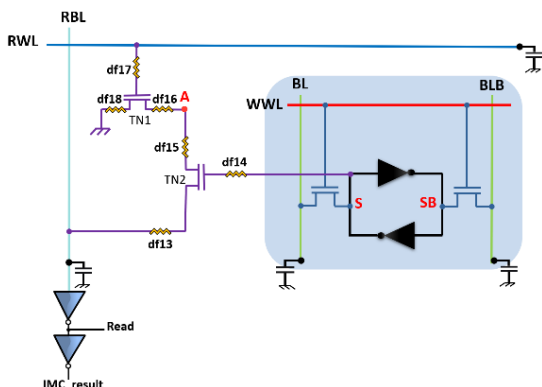 RBL
RWL
df17
BL
BLB
df18
df16
A
WWL
TN1
df15
TN2
df14
S
SB
df13
Read
IMC_result